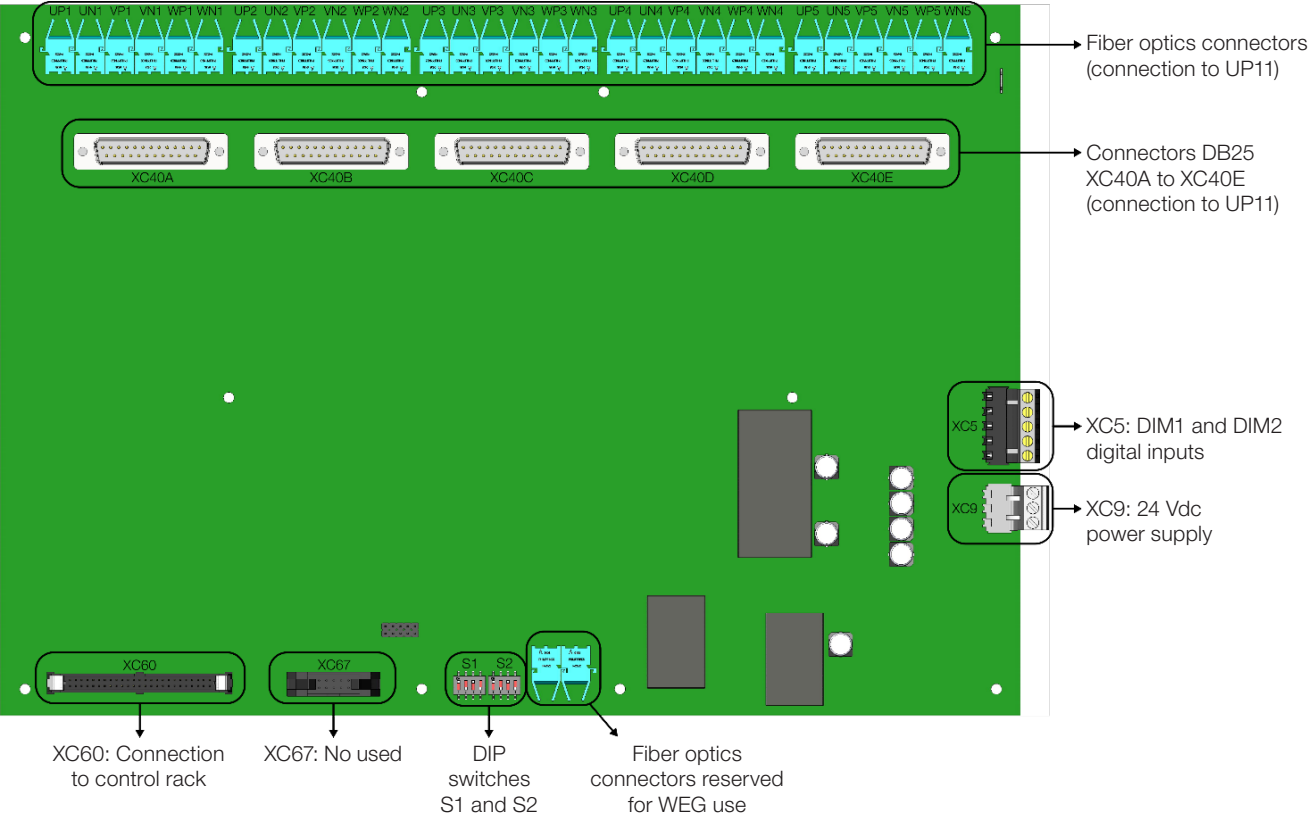 UP1 UN1 VP1 VN1 WP1 WN1 UP2 UN2 VP2 VN2 WP2 WN2 UP3 UN3 VP3 VN3 WP3 WN3 UP4 UN4 VP4 VN4 WP4 WN4 UP5 UN5 VP5 VN5 WP5 WN5
Fiber optics connectors
(connection to UP11)
XC40A XC40B XC40C XC40D XC40E
Connectors DB25
XC40A to XC40E
(connection to UP11)
XC5
XC5: DIM1 and DIM2
digital inputs
XC9
XC9: 24 Vdc
power supply
XC60 XC67 S1 S2
XC60: Connection
to control rack
XC67: No used
DIP
switches
S1 and S2
Fiber optics
connectors reserved
for WEG use